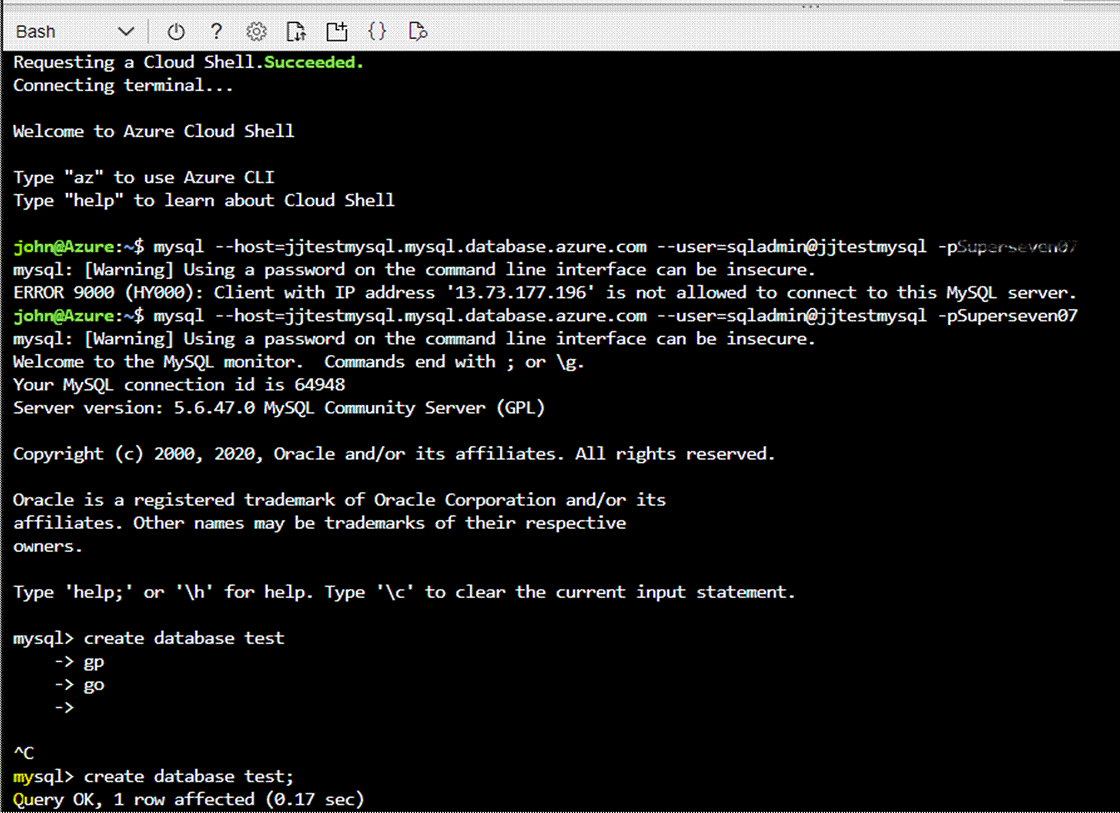 Bash
Requesting a Cloud Shell.Succeeded.
Connecting terminal...
Welcome to Azure Cloud Shell
Type "az" to use Azure CLI
Type "help" to learn about Cloud Shell
john@Azure:~$ mysql --host=jjtestmysql.mysql.database.azure.com --user=sqladmin@jjtestmysql -pSuperseven07
mysql: [Warning] Using a password on the command line interface can be insecure.
ERROR 9000 (HY000): Client with IP address '13.73.177.196' is not allowed to connect to this MySQL server.
john@Azure:~$ mysql --host=jjtestmysql.mysql.database.azure.com --user=sqladmin@jjtestmysql -pSuperseven07
mysql: [Warning] Using a password on the command line interface can be insecure.
Welcome to the MySQL monitor.  Commands end with ; or \g.
Your MySQL connection id is 64948
Server version: 5.6.47.0 MySQL Community Server (GPL)
Copyright (c) 2000, 2020, Oracle and/or its affiliates. All rights reserved.
Oracle is a registered trademark of Oracle Corporation and/or its
affiliates. Other names may be trademarks of their respective
owners.
Type 'help;' or '\h' for help. Type '\c' to clear the current input statement.
mysql> create database test
-> gp
-> go
->
^C
mysql> create database test;
Query OK, 1 row affected (0.17 sec)